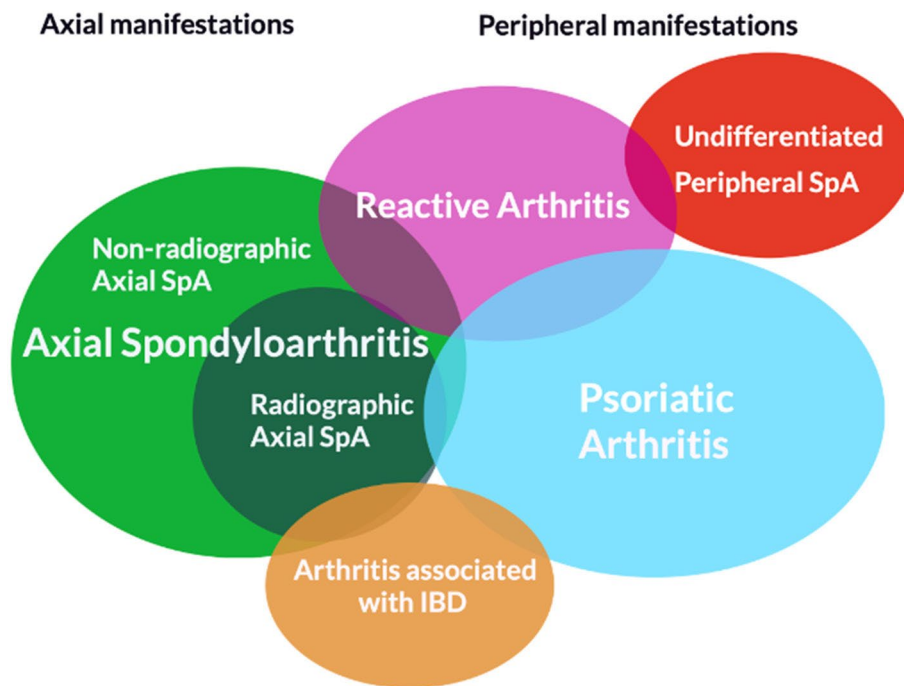 Axial manifestations
Peripheral manifestations
Undifferentiated
Peripheral SpA
Reactive Arthritis
Non-radiographic
Axial SpA
Axial Spondyloarthritis
Radiographic
Axial SpA
Psoriatic
Arthritis
Arthritis associated
with IBD